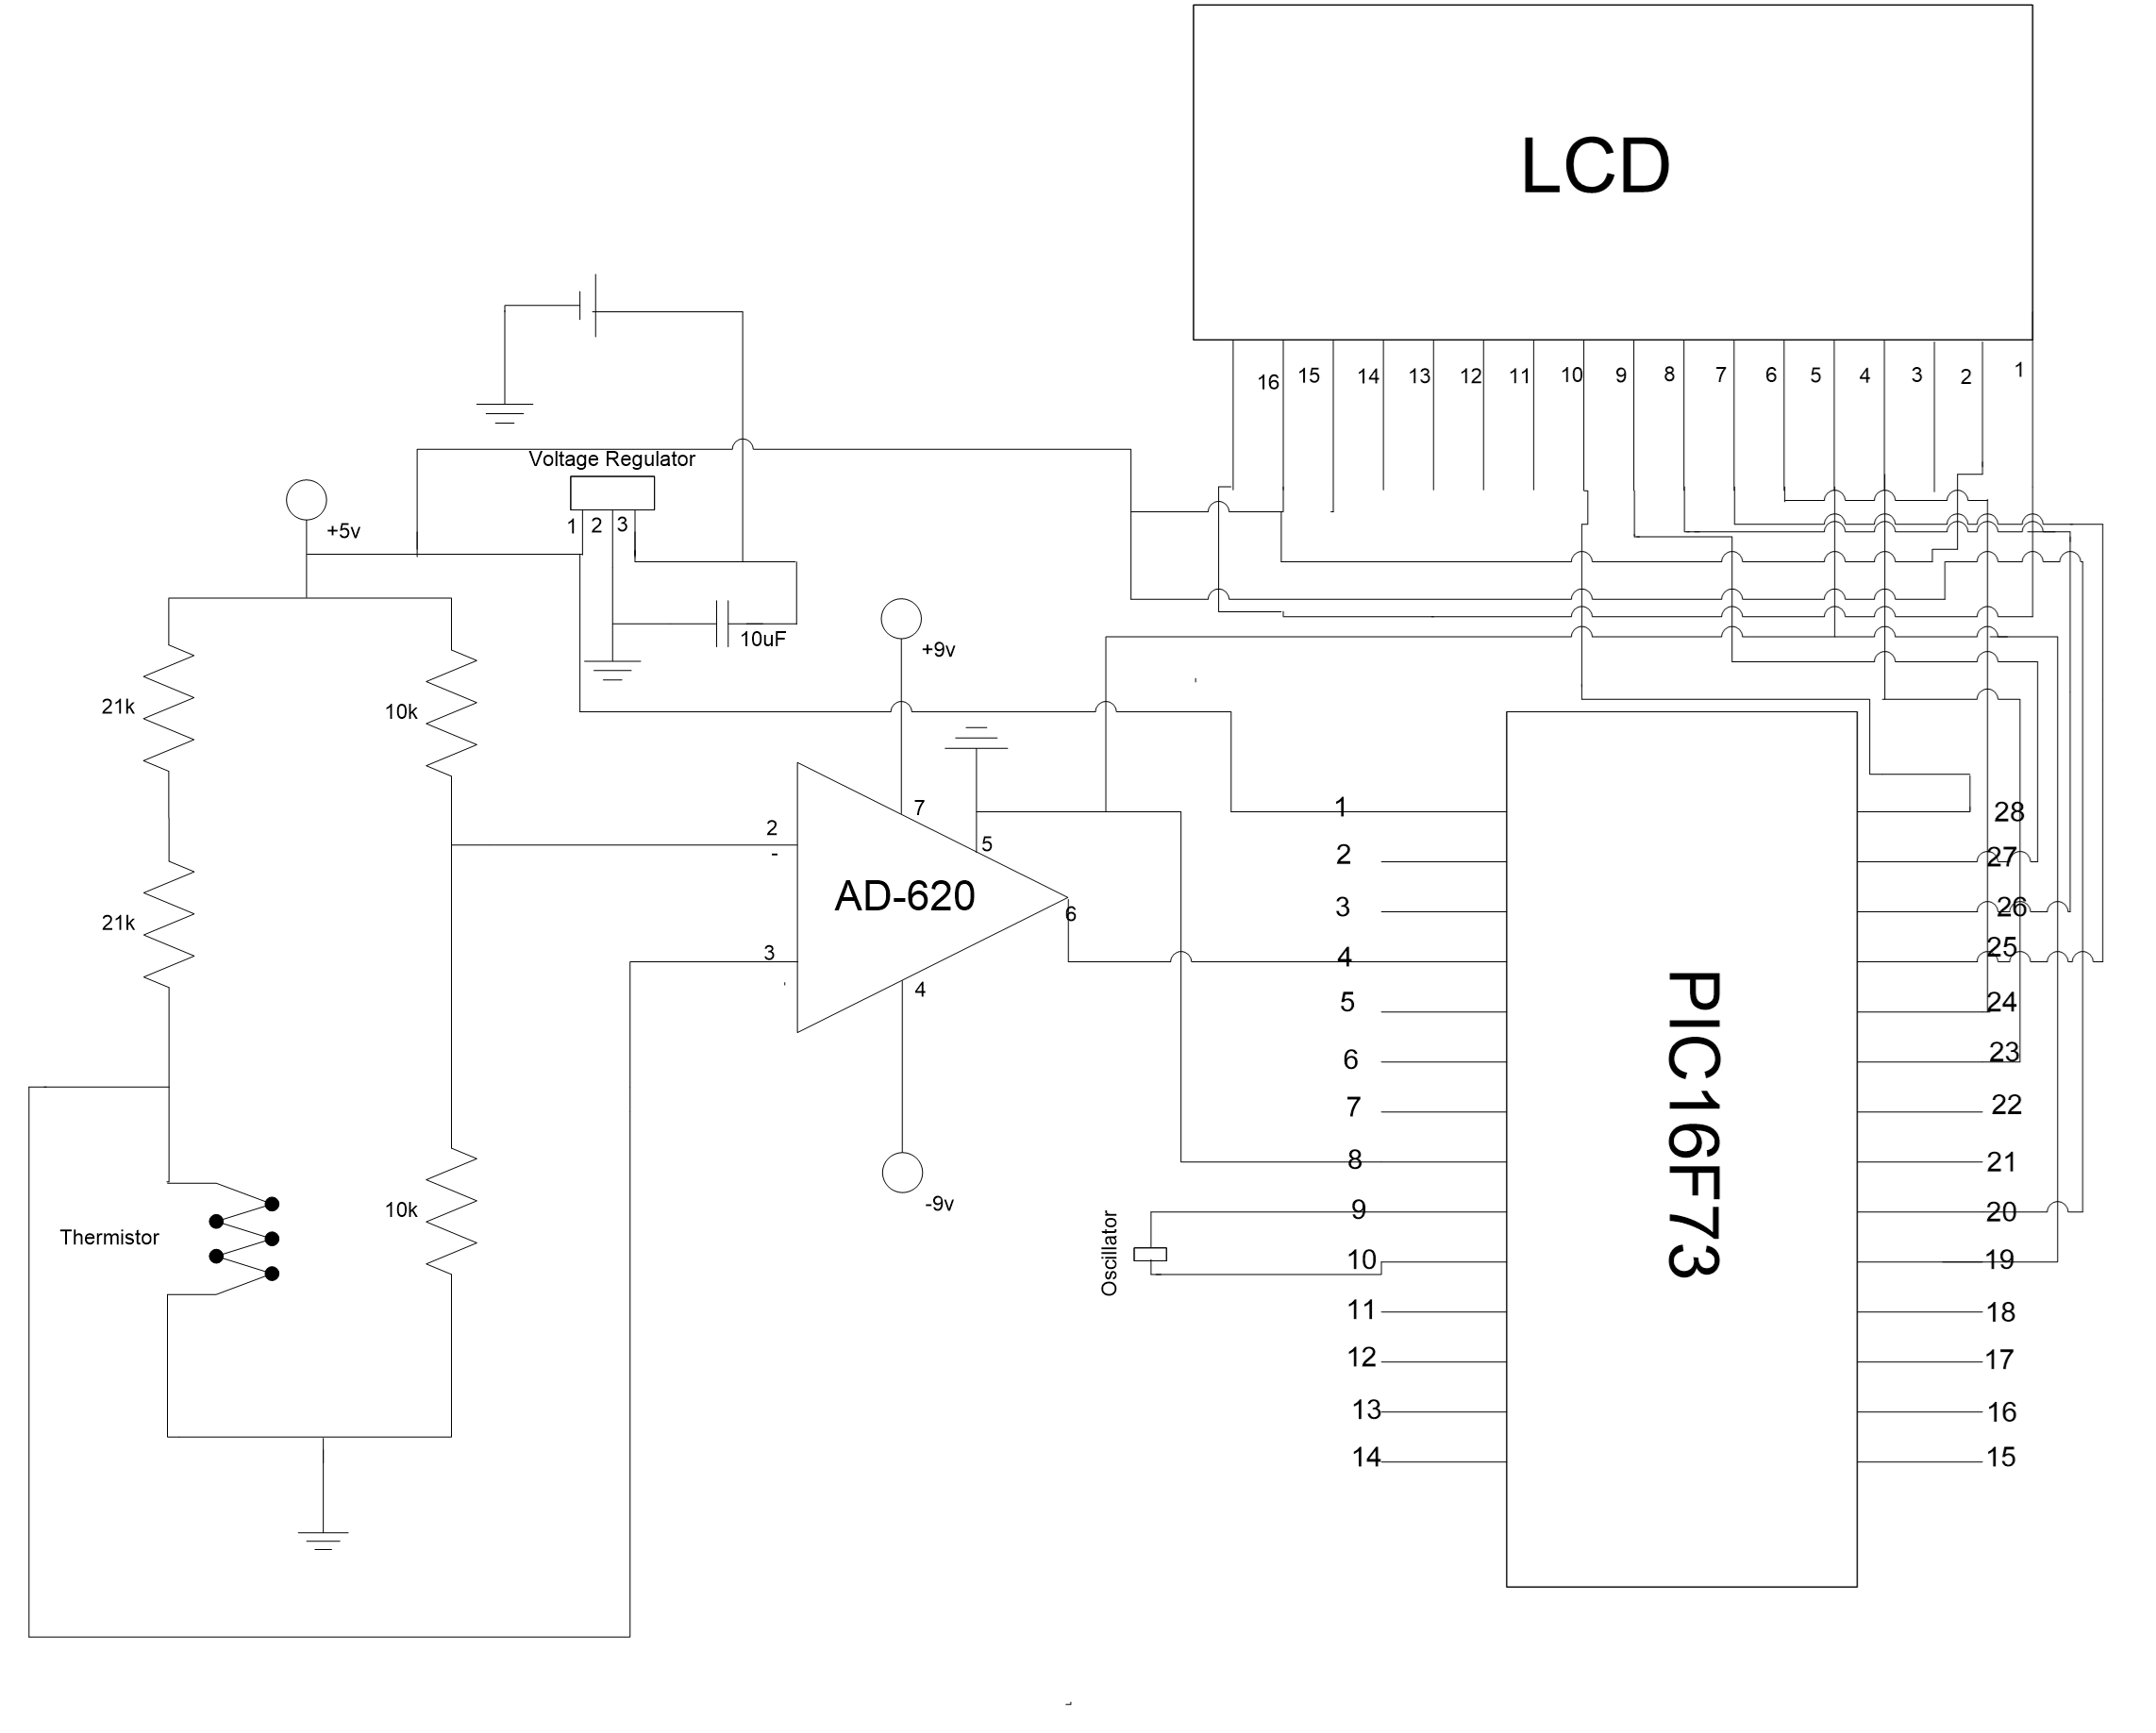 LCD
16 15 14 13 12 11 10 9 8 7 6 5 4 3 2 1
Voltage Regulator
1 2 3
+5v
10uF
+9v
21k
10k
7
2
-
5
AD-620
6
21k
3
4
-9v
Thermistor
10k
Oscillator
PIC16F73
1
2
3
4
5
6
7
8
9
10
11
12
13
14
28
27
26
25
24
23
22
21
20
19
18
17
16
15